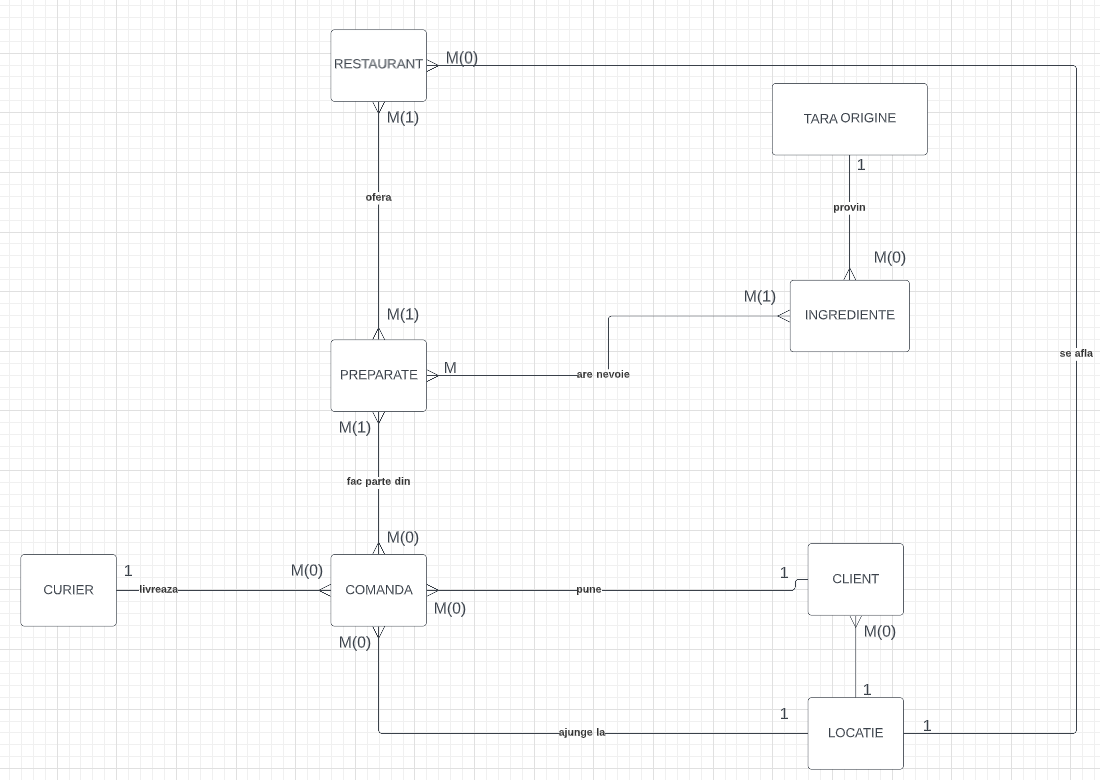 RESTAURANT
M(0)
M(1)
TARA ORIGINE
1
ofera
provin
M(0)
M(1)
INGREDIENTE
M(1)
se afla
PREPARATE
M
are nevoie
M(1)
fac parte din
M(0)
CURIER
1
livreaza
M(0)
COMANDA
M(0)
pune
1
CLIENT
M(0)
M(0)
1
ajunge la
1
LOCATIE
1